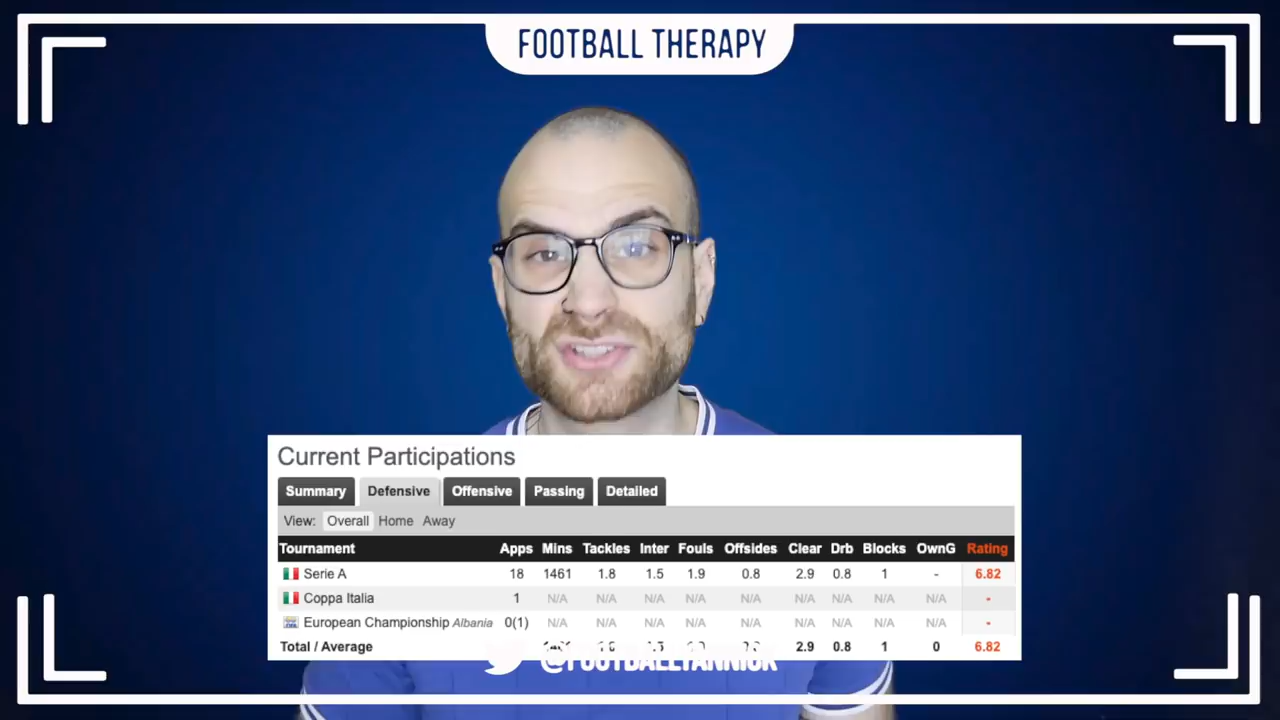 FOOTBALL THERAPY
Current Participations
Summary Defensive Offensive Passing Detailed
View: Overall Home Away
Tournament Apps Mins Tackles Inter Fouls Offsides Clear Drb Blocks OwnG Rating
Serie A 18 1461 1.8 1.5 1.9 0.8 2.9 0.8 1 - 6.82
Coppa Italia 1 N/A N/A N/A N/A N/A N/A N/A N/A N/A -
European Championship Albania 0(1) N/A N/A N/A N/A N/A N/A N/A N/A N/A -
Total / Average 2.9 0.8 1 0 6.82
@FOOTBALLYANNICK